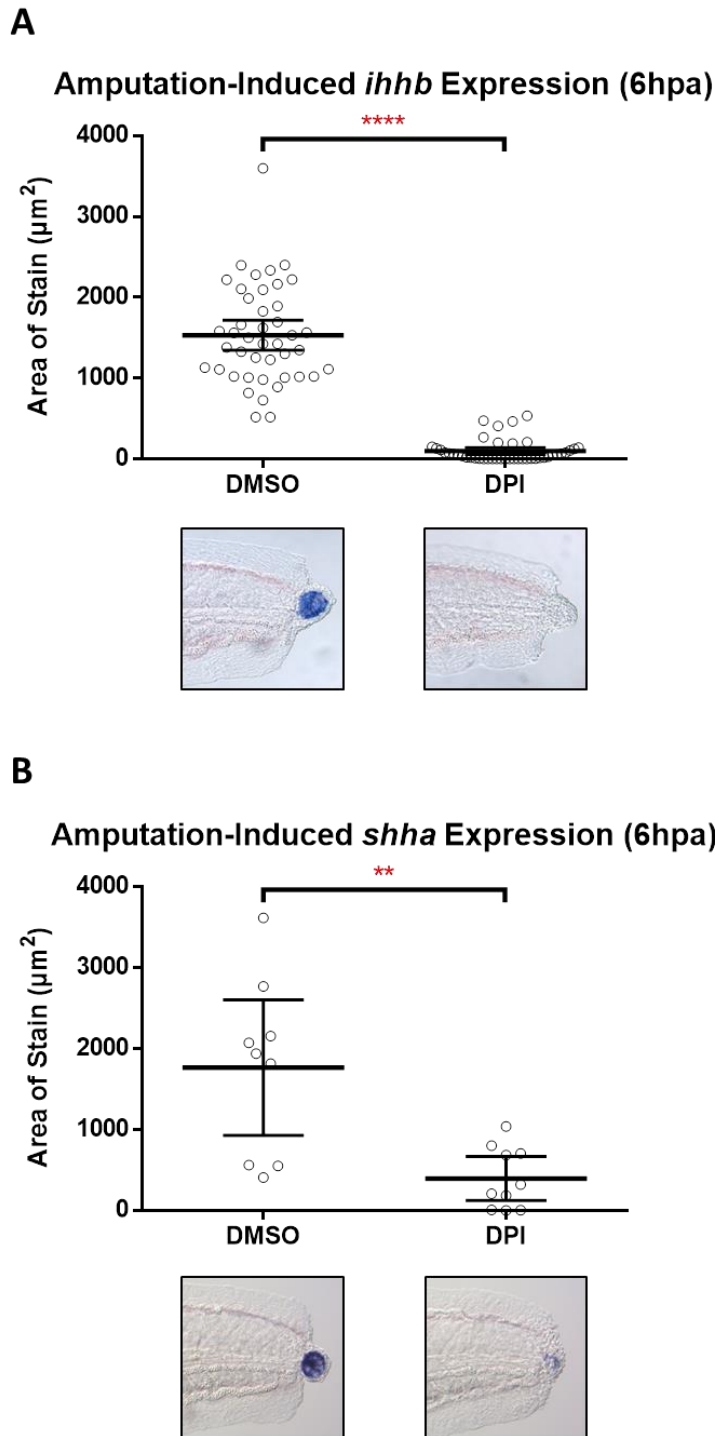 A
Amputation-Induced ihhb Expression (6hpa)
****
4000
3000
2000
1000
0
Area of Stain (µm²)
DMSO DPI
B
Amputation-Induced shha Expression (6hpa)
**
4000
3000
2000
1000
0
Area of Stain (µm²)
DMSO DPI